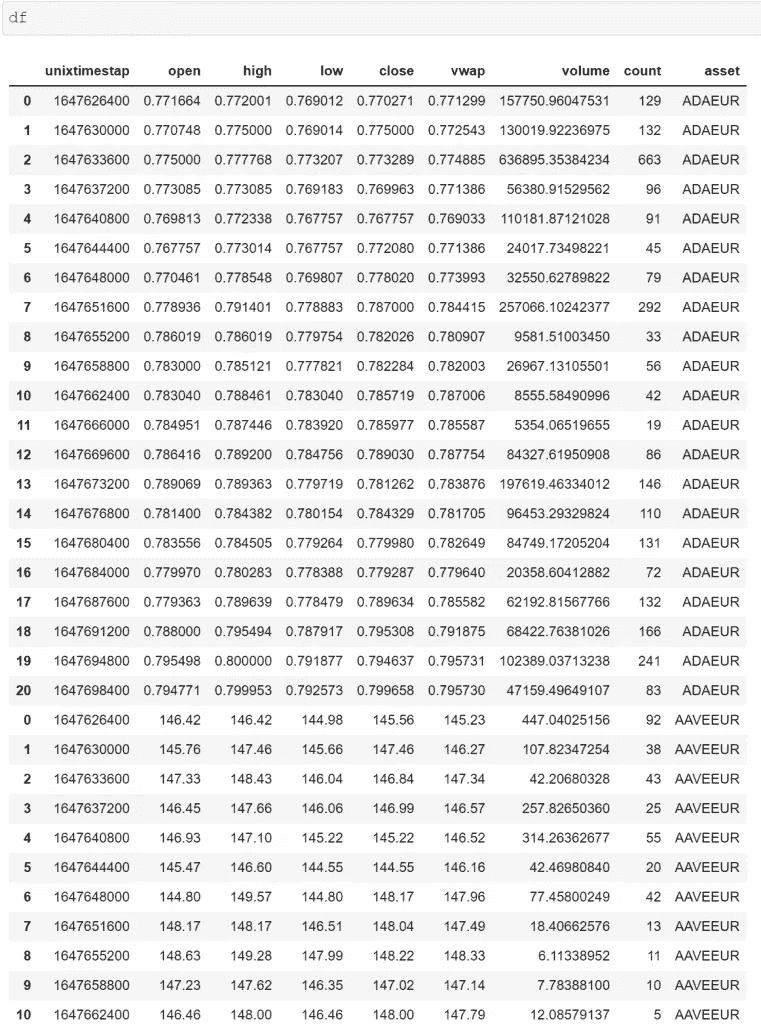 df
unixtimestap open high low close vwap volume count asset
0 1647626400 0.771664 0.772001 0.769012 0.770271 0.771299 157750.96047531 129 ADAEUR
1 1647630000 0.770748 0.775000 0.769014 0.775000 0.772543 130019.92236975 132 ADAEUR
2 1647633600 0.775000 0.777768 0.773207 0.773289 0.774885 636895.35384234 663 ADAEUR
3 1647637200 0.773085 0.773085 0.769183 0.769963 0.771386 56380.91529562 96 ADAEUR
4 1647640800 0.769813 0.772338 0.767757 0.767757 0.769033 110181.87121028 91 ADAEUR
5 1647644400 0.767757 0.773014 0.767757 0.772080 0.771386 24017.73498221 45 ADAEUR
6 1647648000 0.770461 0.778548 0.769807 0.778020 0.773993 32550.62789822 79 ADAEUR
7 1647651600 0.778936 0.791401 0.778883 0.787000 0.784415 257066.10242377 292 ADAEUR
8 1647655200 0.786019 0.786019 0.779754 0.782026 0.780907 9581.51003450 33 ADAEUR
9 1647658800 0.783000 0.785121 0.777821 0.782284 0.782003 26967.13105501 56 ADAEUR
10 1647662400 0.783040 0.788461 0.783040 0.785719 0.787006 8555.58490996 42 ADAEUR
11 1647666000 0.784951 0.787446 0.783920 0.785977 0.785587 5354.06519655 19 ADAEUR
12 1647669600 0.786416 0.789200 0.784756 0.789030 0.787754 84327.61950908 86 ADAEUR
13 1647673200 0.789069 0.789363 0.779719 0.781262 0.783876 197619.46334012 146 ADAEUR
14 1647676800 0.781400 0.784382 0.780154 0.784329 0.781705 96453.29329824 110 ADAEUR
15 1647680400 0.783556 0.784505 0.779264 0.779980 0.782649 84749.17205204 131 ADAEUR
16 1647684000 0.779970 0.780283 0.778388 0.779287 0.779640 20358.60412882 72 ADAEUR
17 1647687600 0.779363 0.789639 0.778479 0.789634 0.785582 62192.81567766 132 ADAEUR
18 1647691200 0.788000 0.795494 0.787917 0.795308 0.791875 68422.76381026 166 ADAEUR
19 1647694800 0.795498 0.800000 0.791877 0.794637 0.795731 102389.03713238 241 ADAEUR
20 1647698400 0.794771 0.799953 0.792573 0.799658 0.795730 47159.49649107 83 ADAEUR
0 1647626400 146.42 146.42 144.98 145.56 145.23 447.04025156 92 AAVEEUR
1 1647630000 145.76 147.46 145.66 147.46 146.27 107.82347254 38 AAVEEUR
2 1647633600 147.33 148.43 146.04 146.84 147.34 42.20680328 43 AAVEEUR
3 1647637200 146.45 147.66 146.06 146.99 146.57 257.82650360 25 AAVEEUR
4 1647640800 146.93 147.10 145.22 145.22 146.52 314.26362677 55 AAVEEUR
5 1647644400 145.47 146.60 144.55 144.55 146.16 42.46980840 20 AAVEEUR
6 1647648000 144.80 149.57 144.80 148.17 147.96 77.45800249 42 AAVEEUR
7 1647651600 148.17 148.17 146.51 148.04 147.49 18.40662576 13 AAVEEUR
8 1647655200 148.63 149.28 147.99 148.22 148.33 6.11338952 11 AAVEEUR
9 1647658800 147.23 147.62 146.35 147.02 147.14 7.78388100 10 AAVEEUR
10 1647662400 146.46 148.00 146.46 148.00 147.79 12.08579137 5 AAVEEUR